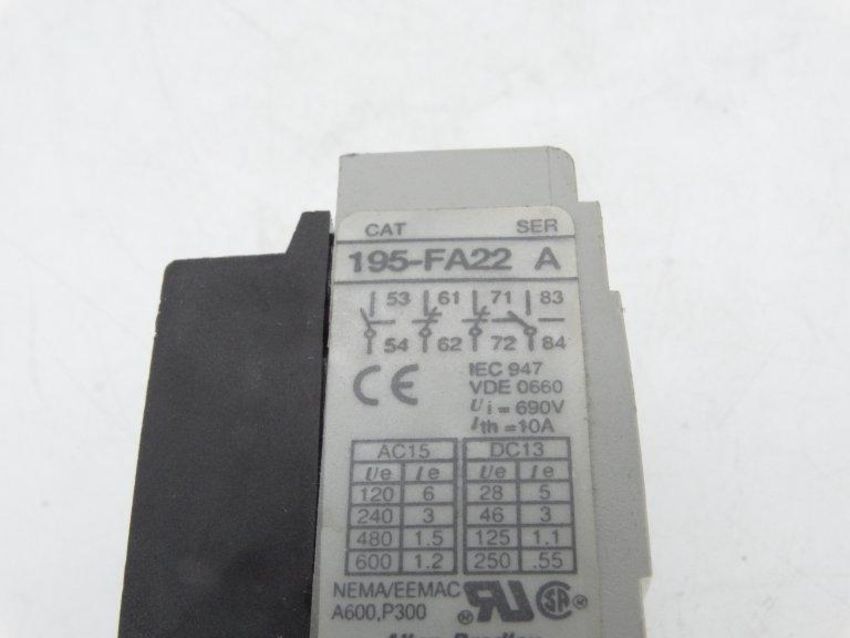 CAT SER
195-FA22 A
53 61 71 83
54 62 72 84
CE IEC 947
VDE 0660
Ui = 690V
Ith = 10A
AC15 DC13
Ue Ie Ue Ie
120 6 28 5
240 3 46 3
480 1.5 125 1.1
600 1.2 250 .55
NEMA/EEMAC
A600,P300